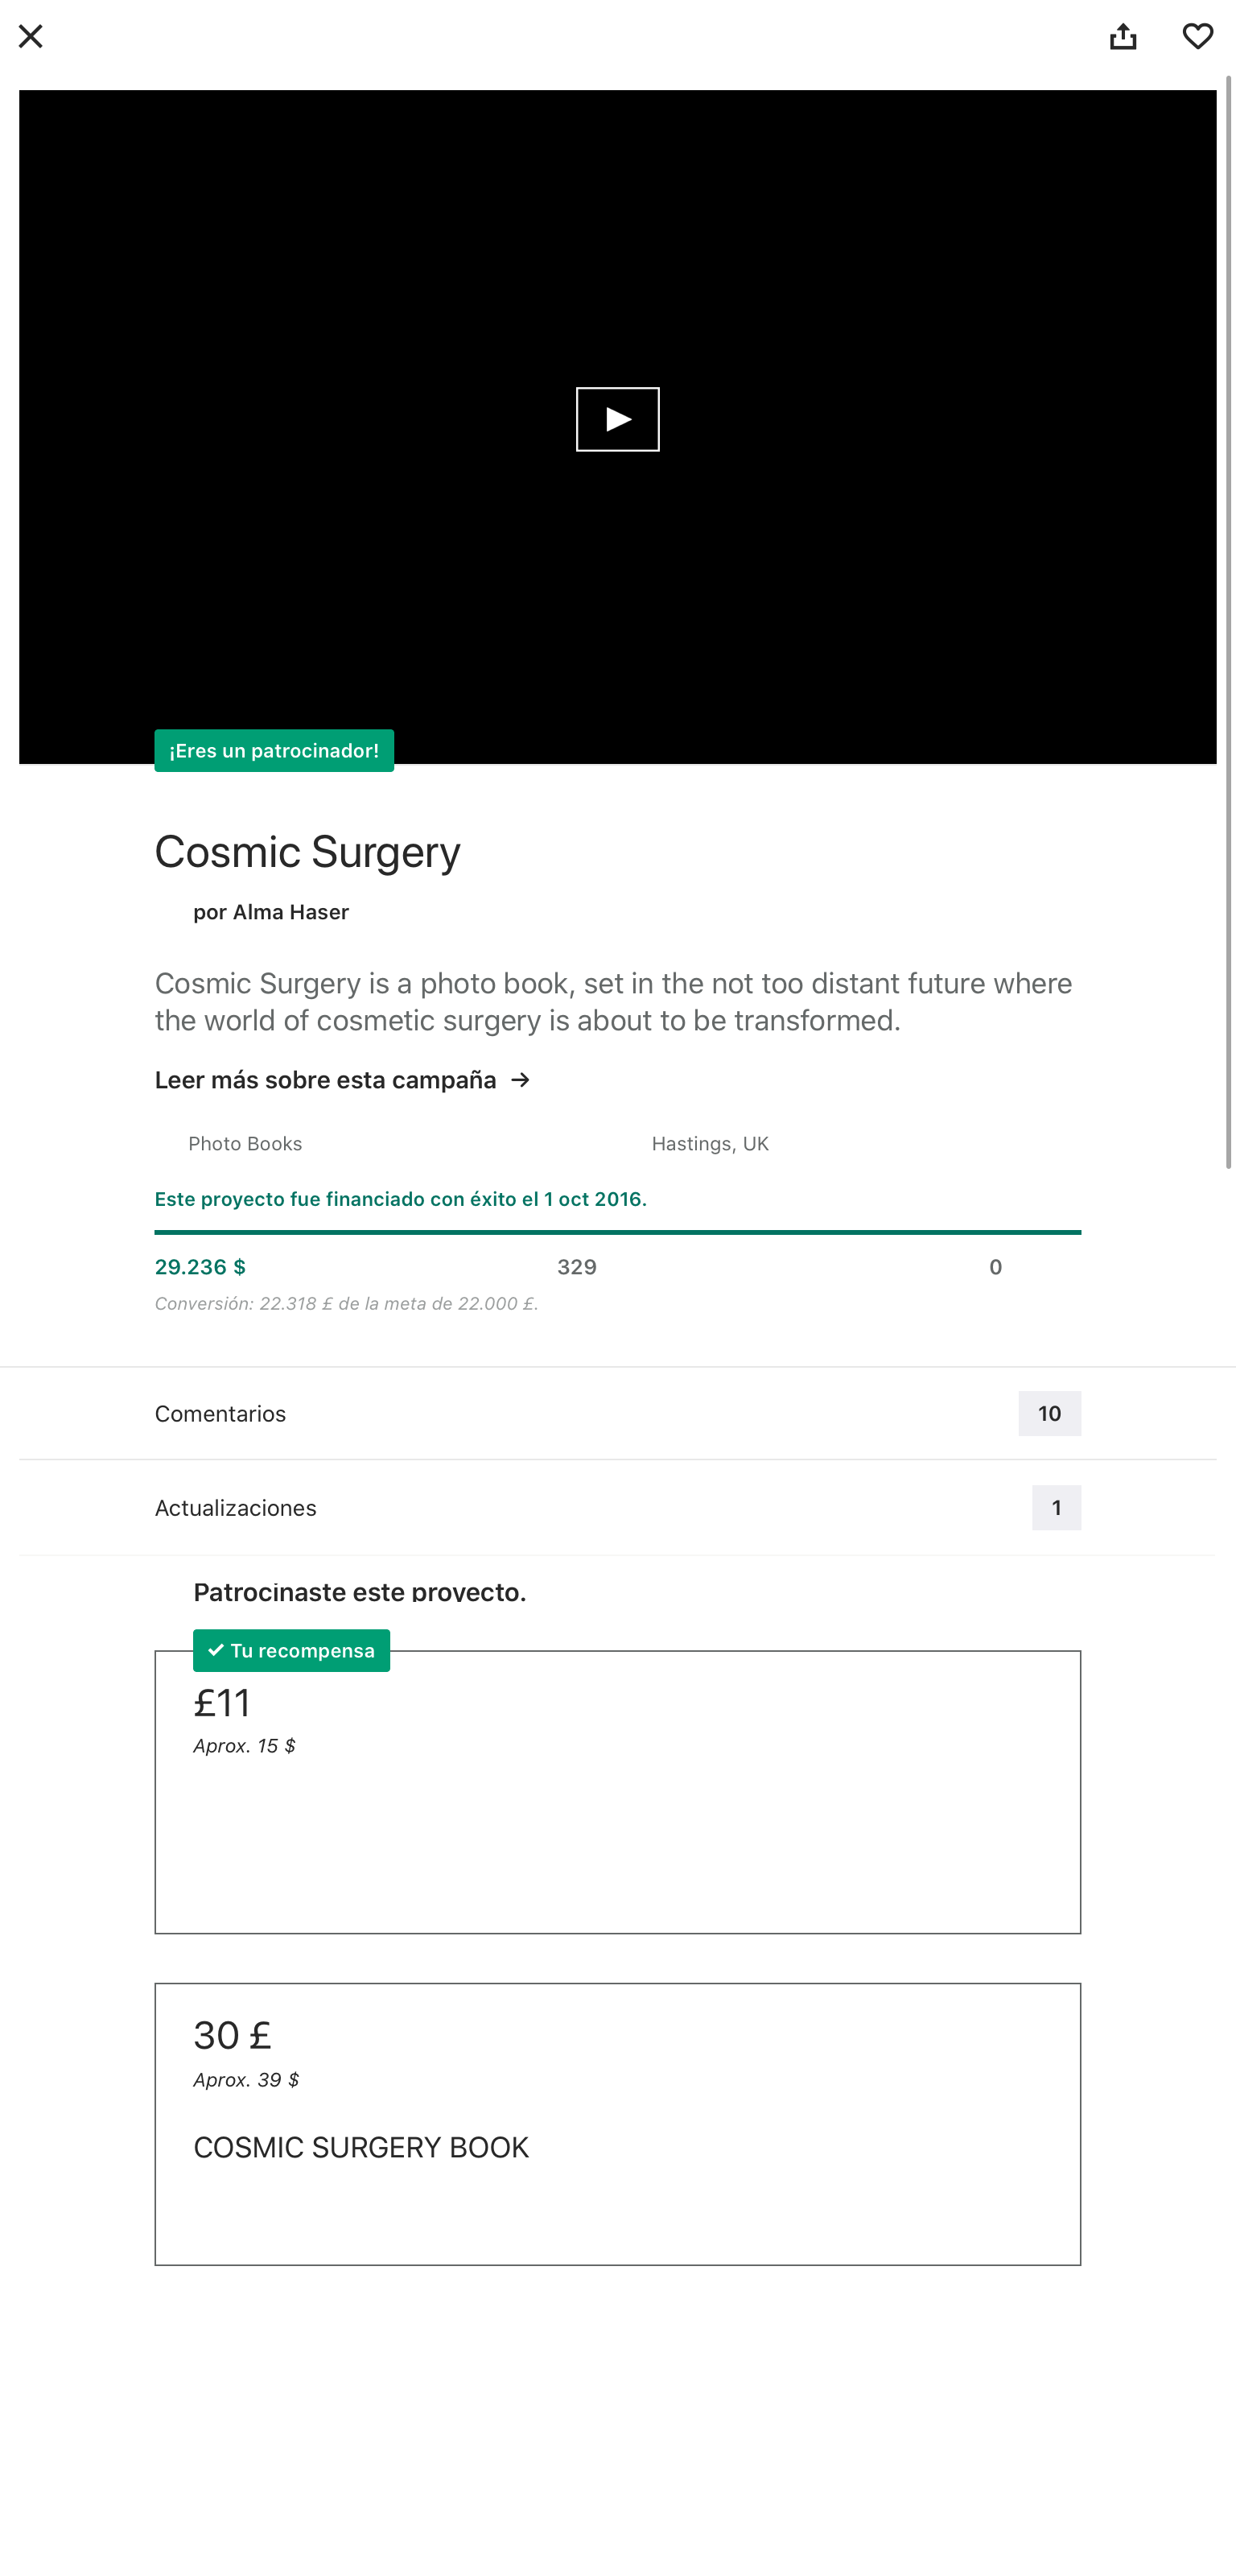 ¡Eres un patrocinador!
Cosmic Surgery
por Alma Haser
Cosmic Surgery is a photo book, set in the not too distant future where
the world of cosmetic surgery is about to be transformed.
Leer más sobre esta campaña →
Photo Books Hastings, UK
Este proyecto fue financiado con éxito el 1 oct 2016.
29.236 $ 329 0
Conversión: 22.318 £ de la meta de 22.000 £.
Comentarios 10
Actualizaciones 1
Patrocinaste este proyecto.
✓ Tu recompensa
£11
Aprox. 15 $
30 £
Aprox. 39 $
COSMIC SURGERY BOOK